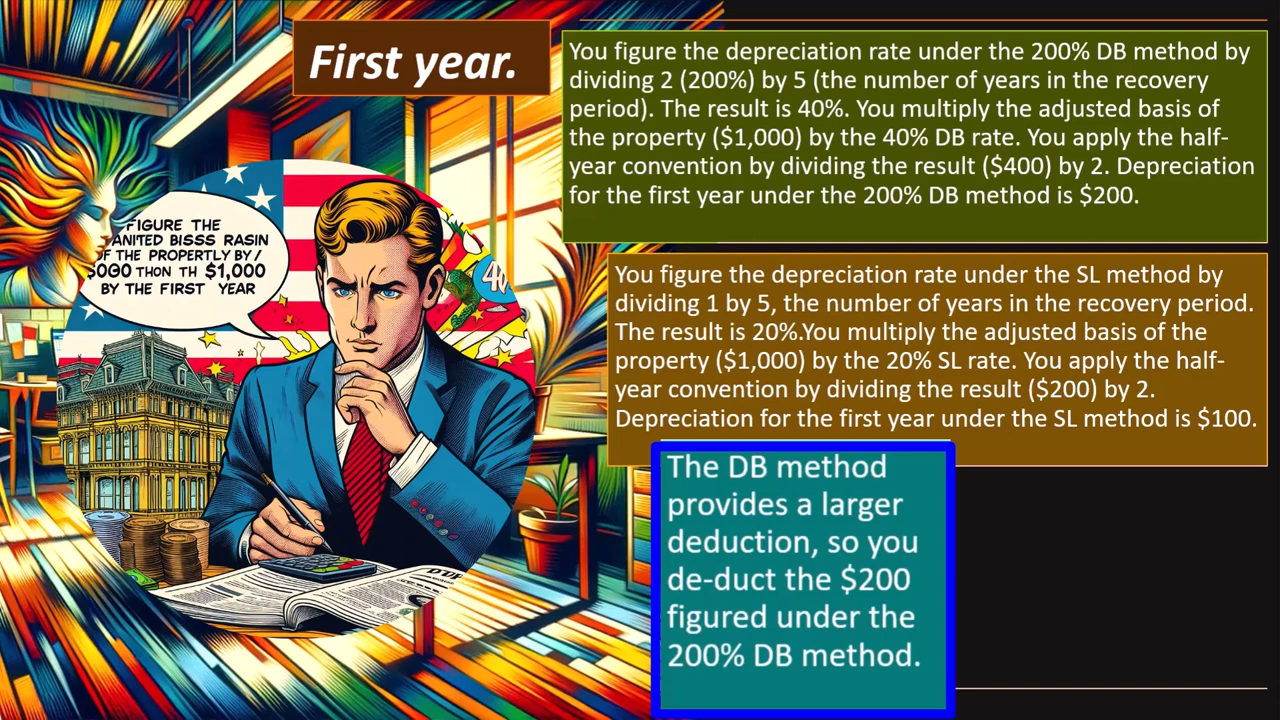 First year.
You figure the depreciation rate under the 200% DB method by
dividing 2 (200%) by 5 (the number of years in the recovery
period). The result is 40%. You multiply the adjusted basis of
the property ($1,000) by the 40% DB rate. You apply the half-
year convention by dividing the result ($400) by 2. Depreciation
for the first year under the 200% DB method is $200.
FIGURE THE
ANITED BISSS RASIN
OF THE PROPERTLY BY /
$OGO THON TH $1,000
BY THE FIRST YEAR
You figure the depreciation rate under the SL method by
dividing 1 by 5, the number of years in the recovery period.
The result is 20%.You multiply the adjusted basis of the
property ($1,000) by the 20% SL rate. You apply the half-
year convention by dividing the result ($200) by 2.
Depreciation for the first year under the SL method is $100.
The DB method
provides a larger
deduction, so you
de-duct the $200
figured under the
200% DB method.